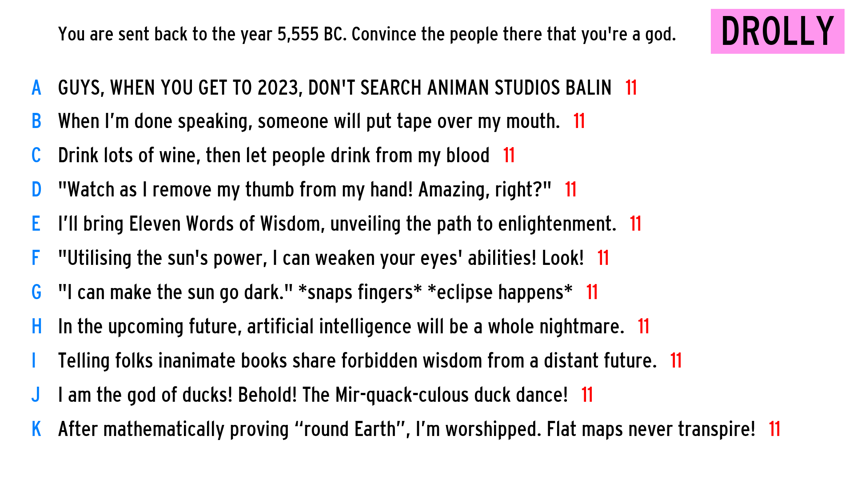 You are sent back to the year 5,555 BC. Convince the people there that you're a god.
DROLLY
A GUYS, WHEN YOU GET TO 2023, DON'T SEARCH ANIMAN STUDIOS BALIN 11
B When I’m done speaking, someone will put tape over my mouth. 11
C Drink lots of wine, then let people drink from my blood 11
D "Watch as I remove my thumb from my hand! Amazing, right?" 11
E I’ll bring Eleven Words of Wisdom, unveiling the path to enlightenment. 11
F "Utilising the sun's power, I can weaken your eyes' abilities! Look! 11
G "I can make the sun go dark." *snaps fingers* *eclipse happens* 11
H In the upcoming future, artificial intelligence will be a whole nightmare. 11
I Telling folks inanimate books share forbidden wisdom from a distant future. 11
J I am the god of ducks! Behold! The Mir-quack-culous duck dance! 11
K After mathematically proving “round Earth”, I’m worshipped. Flat maps never transpire! 11